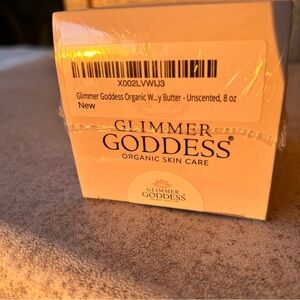 X002LVWIJ3
Glimmer Goddess Organic W...y Butter - Unscented, 8 oz
New
GLIMMER
GODDESS®
ORGANIC SKIN CARE
GLIMMER
GODDESS